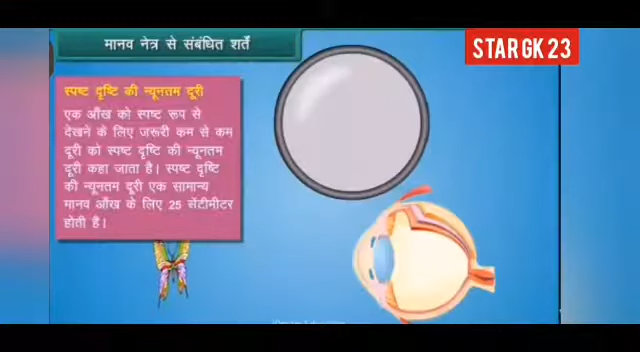 मानव नेत्र से संबंधित शर्तें
STAR GK 23
स्पष्ट दृष्टि की न्यूनतम दूरी
एक आँख को स्पष्ट रूप से
देखने के लिए जरूरी कम से कम
दूरी को स्पष्ट दृष्टि की न्यूनतम
दूरी कहा जाता है। स्पष्ट दृष्टि
की न्यूनतम दूरी एक सामान्य
मानव आँख के लिए 25 सेंटीमीटर
होती है।